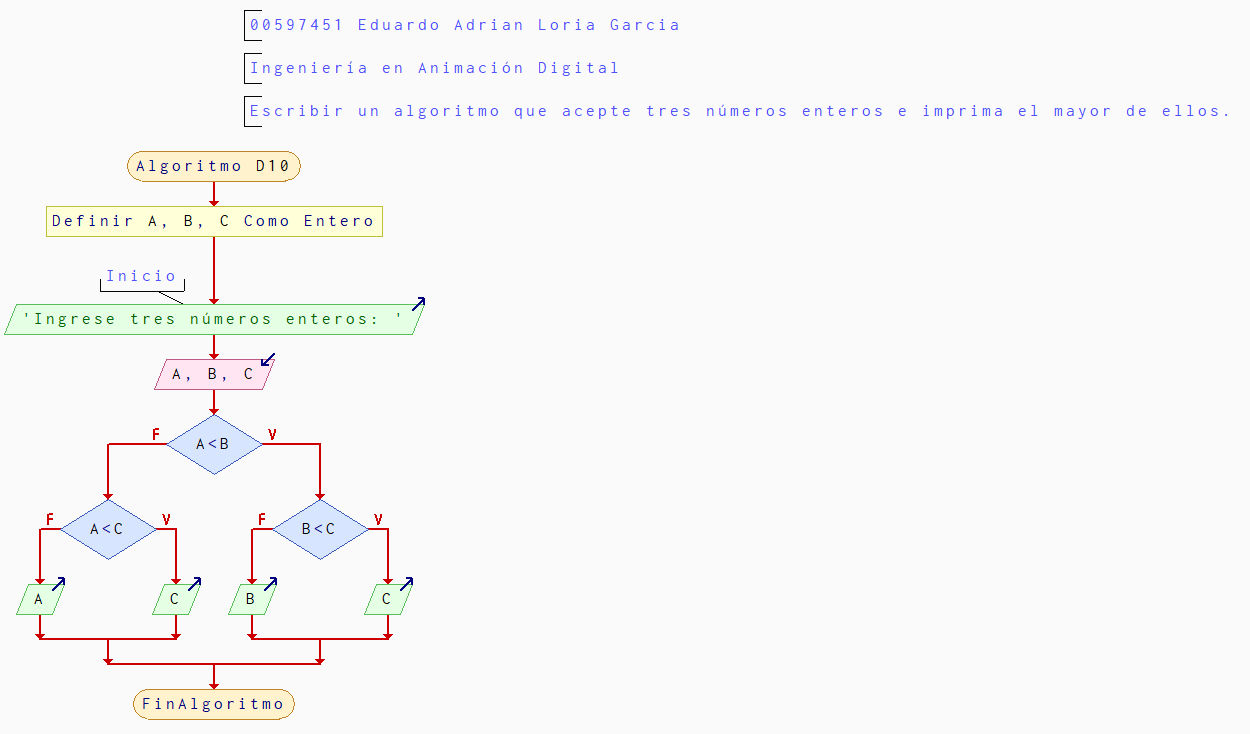 00597451 Eduardo Adrian Loria Garcia
Ingeniería en Animación Digital
Escribir un algoritmo que acepte tres números enteros e imprima el mayor de ellos.
Algoritmo D10
Definir A, B, C Como Entero
Inicio
'Ingrese tres números enteros: '
A, B, C
F
A<B
V
F
A<C
V
F
B<C
V
A
C
B
C
FinAlgoritmo